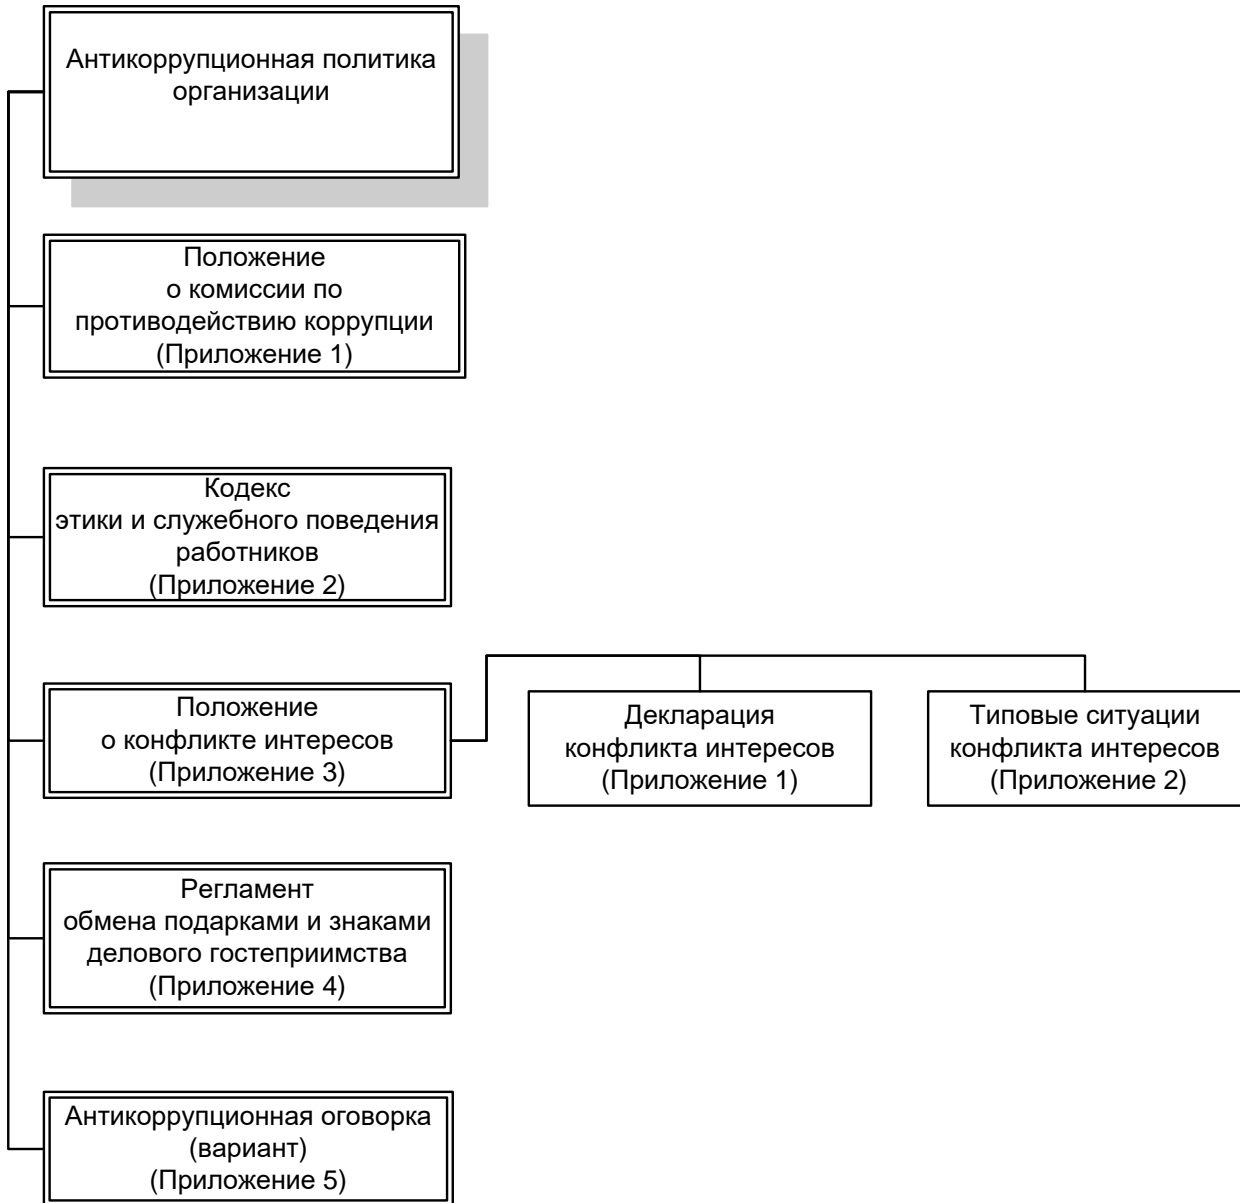 Антикоррупционная политика
организации
Положение
о комиссии по
противодействию коррупции
(Приложение 1)
Кодекс
этики и служебного поведения
работников
(Приложение 2)
Положение
о конфликте интересов
(Приложение 3)
Декларация
конфликта интересов
(Приложение 1)
Типовые ситуации
конфликта интересов
(Приложение 2)
Регламент
обмена подарками и знаками
делового гостеприимства
(Приложение 4)
Антикоррупционная оговорка
(вариант)
(Приложение 5)